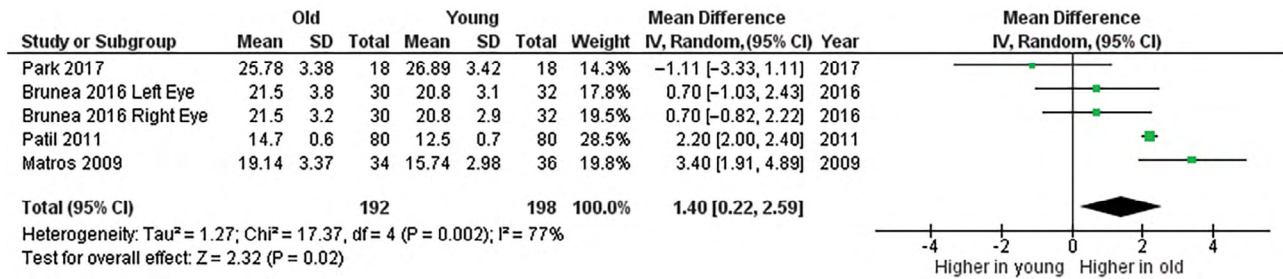 Old Young Mean Difference Mean Difference
Study or Subgroup Mean SD Total Mean SD Total Weight IV, Random, (95% CI) Year IV, Random, (95% CI)
Park 2017 25.78 3.38 18 26.89 3.42 18 14.3% −1.11 [−3.33, 1.11] 2017
Brunea 2016 Left Eye 21.5 3.8 30 20.8 3.1 32 17.8% 0.70 [−1.03, 2.43] 2016
Brunea 2016 Right Eye 21.5 3.2 30 20.8 2.9 32 19.5% 0.70 [−0.82, 2.22] 2016
Patil 2011 14.7 0.6 80 12.5 0.7 80 28.5% 2.20 [2.00, 2.40] 2011
Matros 2009 19.14 3.37 34 15.74 2.98 36 19.8% 3.40 [1.91, 4.89] 2009
Total (95% CI) 192 198 100.0% 1.40 [0.22, 2.59]
Heterogeneity: Tau² = 1.27; Chi² = 17.37, df = 4 (P = 0.002); I² = 77%
Test for overall effect: Z = 2.32 (P = 0.02)
-4 -2 0 2 4
Higher in young Higher in old